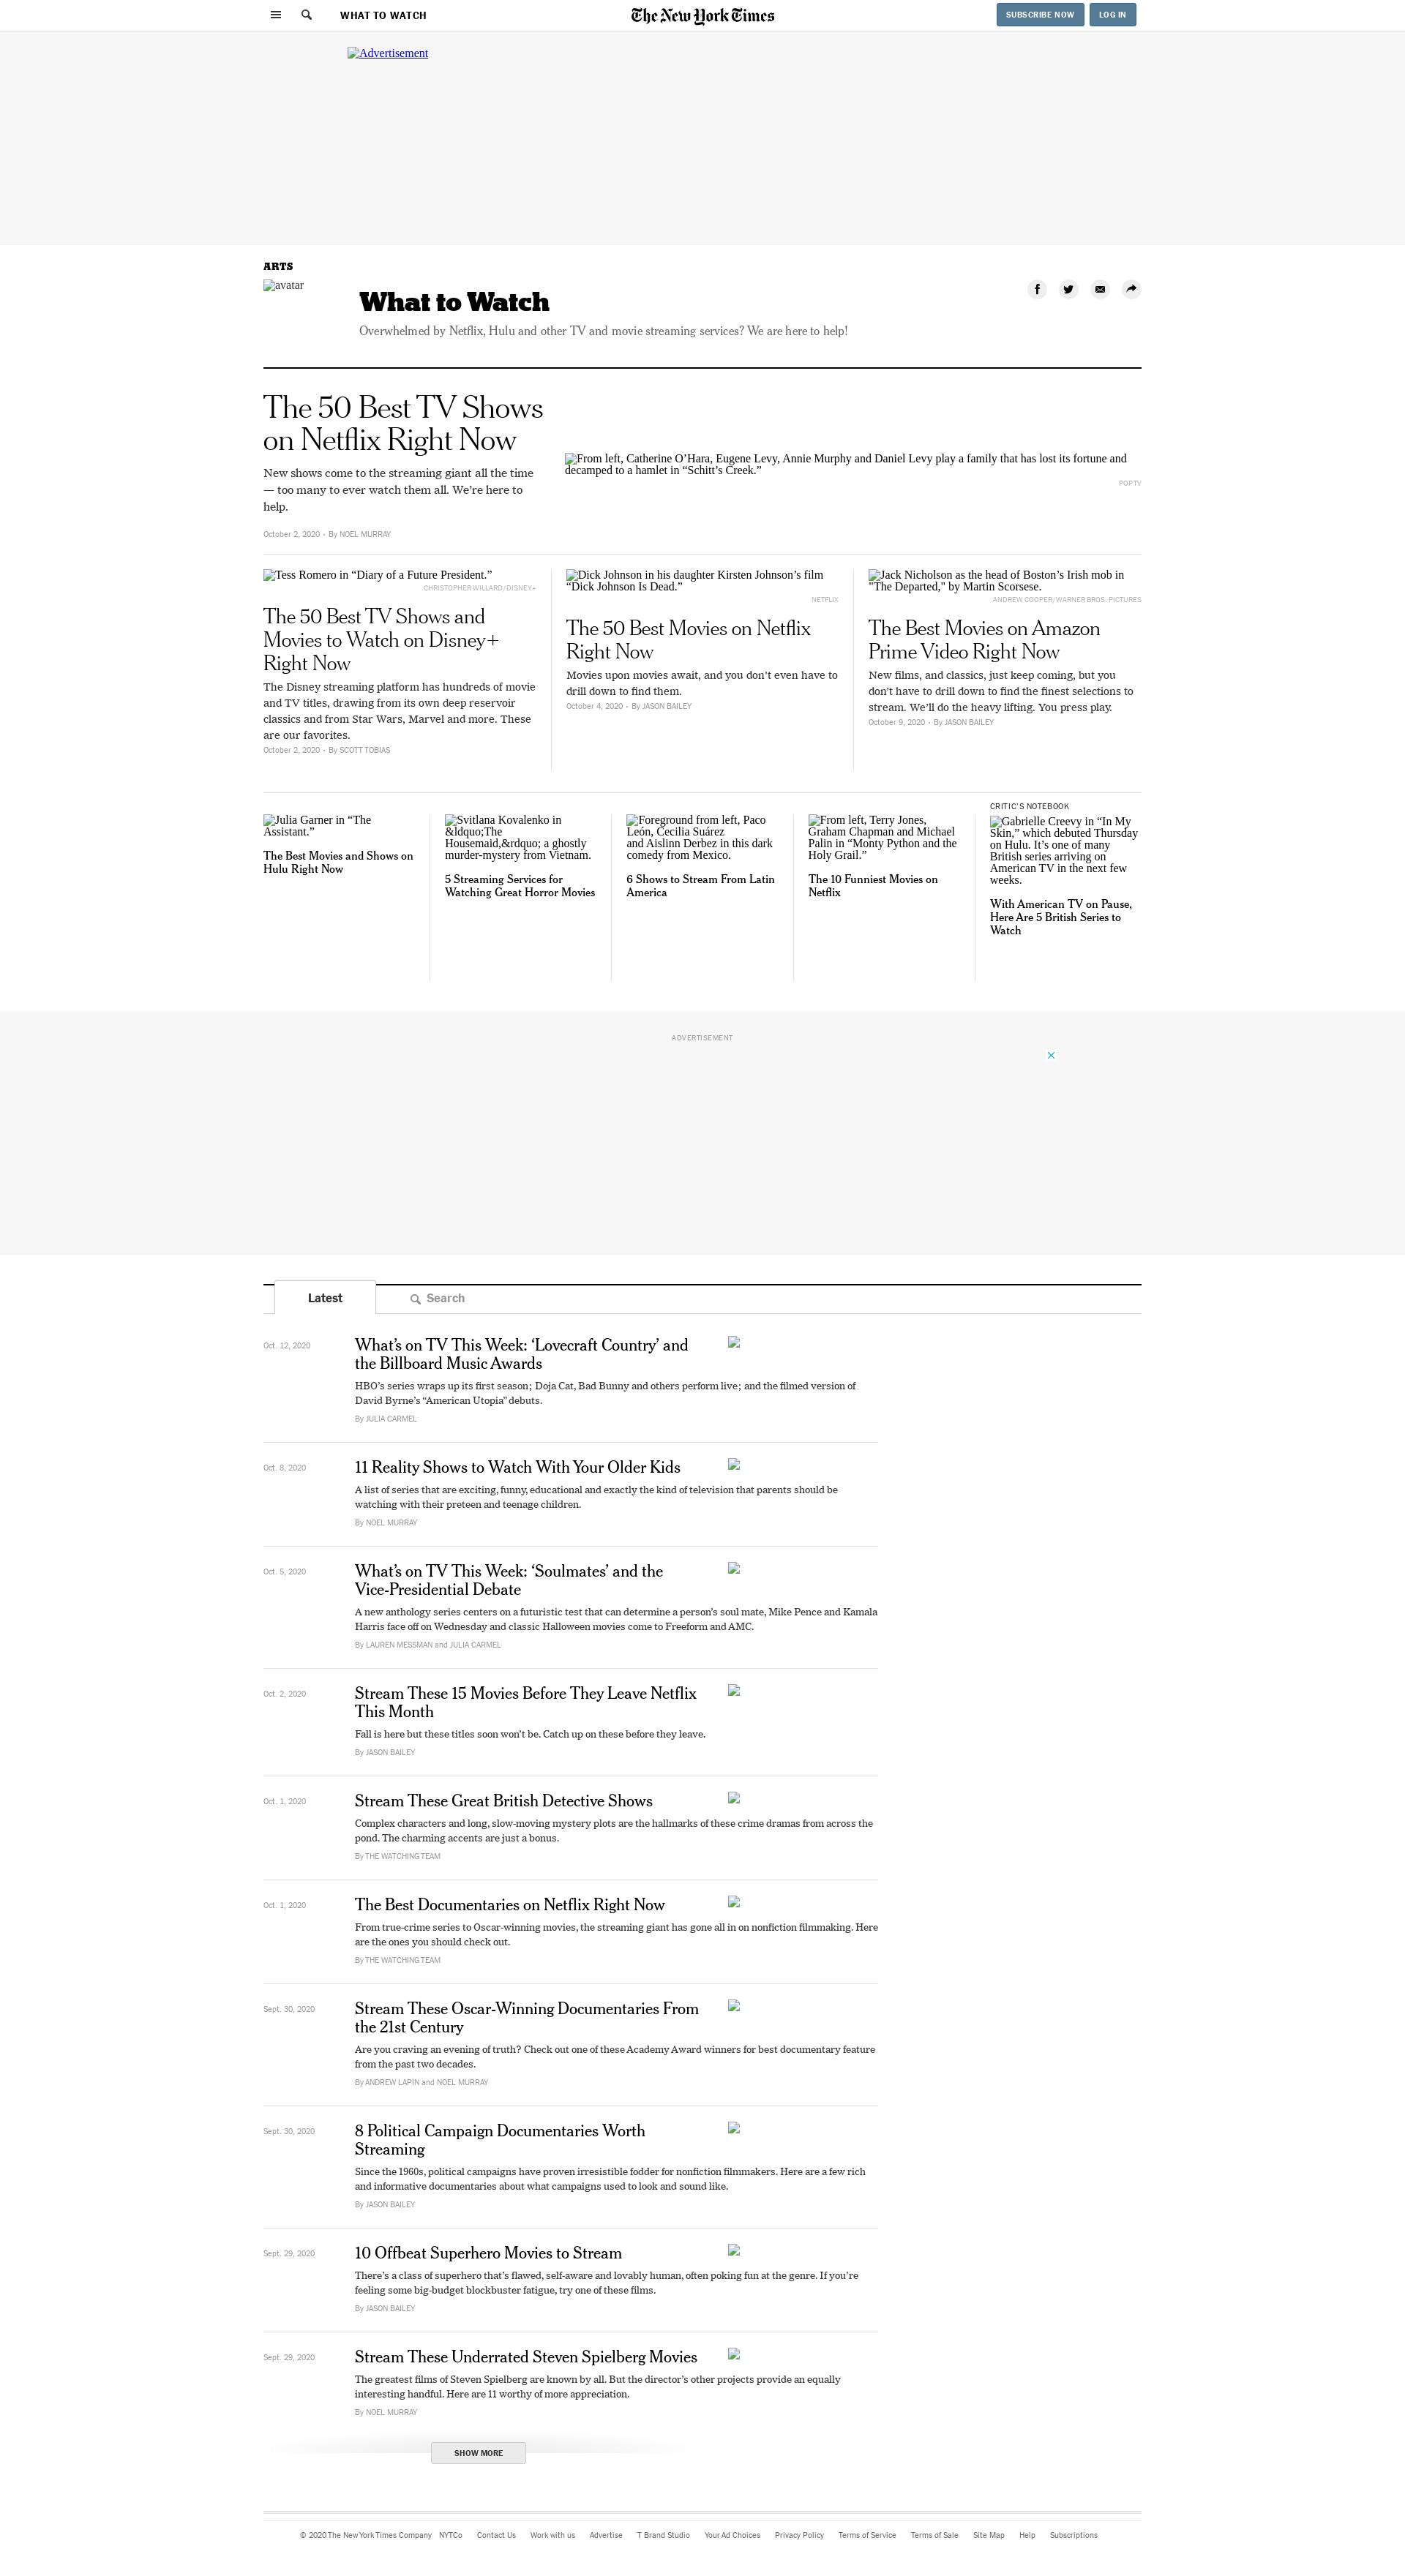 WHAT TO WATCH
The New York Times
SUBSCRIBE NOW
LOG IN
Advertisement
ARTS
avatar
What to Watch
Overwhelmed by Netflix, Hulu and other TV and movie streaming services? We are here to help!
The 50 Best TV Shows
on Netflix Right Now
New shows come to the streaming giant all the time
— too many to ever watch them all. We’re here to
help.
October 2, 2020 • By NOEL MURRAY
From left, Catherine O’Hara, Eugene Levy, Annie Murphy and Daniel Levy play a family that has lost its fortune and
decamped to a hamlet in “Schitt’s Creek.”
POP TV
Tess Romero in “Diary of a Future President.”
CHRISTOPHER WILLARD/DISNEY+
The 50 Best TV Shows and
Movies to Watch on Disney+
Right Now
The Disney streaming platform has hundreds of movie
and TV titles, drawing from its own deep reservoir
classics and from Star Wars, Marvel and more. These
are our favorites.
October 2, 2020 • By SCOTT TOBIAS
Dick Johnson in his daughter Kirsten Johnson’s film
“Dick Johnson Is Dead.”
NETFLIX
The 50 Best Movies on Netflix
Right Now
Movies upon movies await, and you don’t even have to
drill down to find them.
October 4, 2020 • By JASON BAILEY
Jack Nicholson as the head of Boston’s Irish mob in
"The Departed," by Martin Scorsese.
ANDREW COOPER/WARNER BROS. PICTURES
The Best Movies on Amazon
Prime Video Right Now
New films, and classics, just keep coming, but you
don’t have to drill down to find the finest selections to
stream. We’ll do the heavy lifting. You press play.
October 9, 2020 • By JASON BAILEY
Julia Garner in “The
Assistant.”
The Best Movies and Shows on
Hulu Right Now
Svitlana Kovalenko in
&ldquo;The
Housemaid,&rdquo; a ghostly
murder-mystery from Vietnam.
5 Streaming Services for
Watching Great Horror Movies
Foreground from left, Paco
León, Cecilia Suárez
and Aislinn Derbez in this dark
comedy from Mexico.
6 Shows to Stream From Latin
America
From left, Terry Jones,
Graham Chapman and Michael
Palin in “Monty Python and the
Holy Grail.”
The 10 Funniest Movies on
Netflix
CRITIC’S NOTEBOOK
Gabrielle Creevy in “In My
Skin,” which debuted Thursday
on Hulu. It’s one of many
British series arriving on
American TV in the next few
weeks.
With American TV on Pause,
Here Are 5 British Series to
Watch
ADVERTISEMENT
Latest
Search
Oct. 12, 2020
What’s on TV This Week: ‘Lovecraft Country’ and
the Billboard Music Awards
HBO’s series wraps up its first season; Doja Cat, Bad Bunny and others perform live; and the filmed version of
David Byrne’s “American Utopia” debuts.
By JULIA CARMEL
Oct. 8, 2020
11 Reality Shows to Watch With Your Older Kids
A list of series that are exciting, funny, educational and exactly the kind of television that parents should be
watching with their preteen and teenage children.
By NOEL MURRAY
Oct. 5, 2020
What’s on TV This Week: ‘Soulmates’ and the
Vice-Presidential Debate
A new anthology series centers on a futuristic test that can determine a person’s soul mate, Mike Pence and Kamala
Harris face off on Wednesday and classic Halloween movies come to Freeform and AMC.
By LAUREN MESSMAN and JULIA CARMEL
Oct. 2, 2020
Stream These 15 Movies Before They Leave Netflix
This Month
Fall is here but these titles soon won’t be. Catch up on these before they leave.
By JASON BAILEY
Oct. 1, 2020
Stream These Great British Detective Shows
Complex characters and long, slow-moving mystery plots are the hallmarks of these crime dramas from across the
pond. The charming accents are just a bonus.
By THE WATCHING TEAM
Oct. 1, 2020
The Best Documentaries on Netflix Right Now
From true-crime series to Oscar-winning movies, the streaming giant has gone all in on nonfiction filmmaking. Here
are the ones you should check out.
By THE WATCHING TEAM
Sept. 30, 2020
Stream These Oscar-Winning Documentaries From
the 21st Century
Are you craving an evening of truth? Check out one of these Academy Award winners for best documentary feature
from the past two decades.
By ANDREW LAPIN and NOEL MURRAY
Sept. 30, 2020
8 Political Campaign Documentaries Worth
Streaming
Since the 1960s, political campaigns have proven irresistible fodder for nonfiction filmmakers. Here are a few rich
and informative documentaries about what campaigns used to look and sound like.
By JASON BAILEY
Sept. 29, 2020
10 Offbeat Superhero Movies to Stream
There’s a class of superhero that’s flawed, self-aware and lovably human, often poking fun at the genre. If you’re
feeling some big-budget blockbuster fatigue, try one of these films.
By JASON BAILEY
Sept. 29, 2020
Stream These Underrated Steven Spielberg Movies
The greatest films of Steven Spielberg are known by all. But the director’s other projects provide an equally
interesting handful. Here are 11 worthy of more appreciation.
By NOEL MURRAY
SHOW MORE
© 2020 The New York Times Company NYTCo Contact Us Work with us Advertise T Brand Studio Your Ad Choices Privacy Policy Terms of Service Terms of Sale Site Map Help Subscriptions